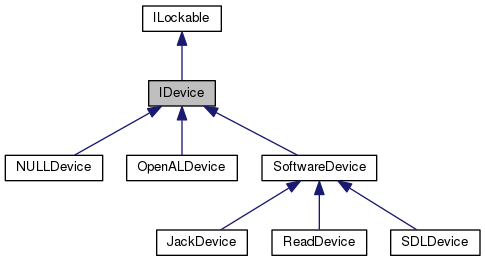 ILockable
IDevice
NULLDevice
OpenALDevice
SoftwareDevice
JackDevice
ReadDevice
SDLDevice